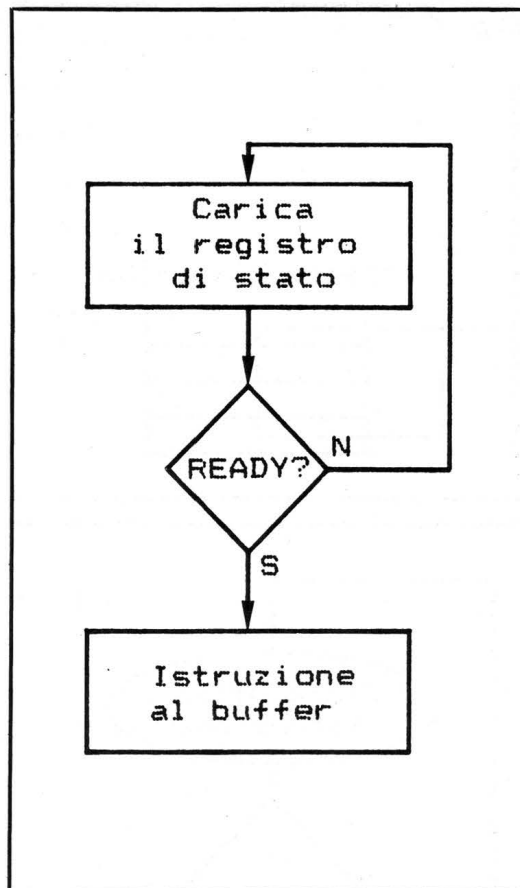 Carica
il registro
di stato
READY?
N
S
Istruzione
al buffer